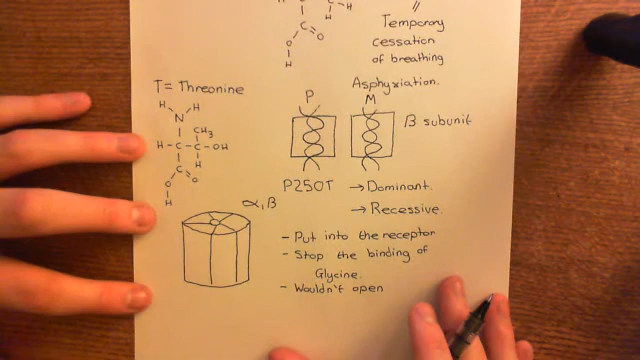 H
H
C
O
O
H
//
Temporary
cessation
of breathing
Asphyxiation.
T = Threonine
H
H
N
CH3
H-C-C-OH
H
C
O
O
H
P
M
β subunit
P250T
→ Dominant.
→ Recessive.
α1β
- Put into the receptor
- Stop the binding of
Glycine.
- Wouldn't open